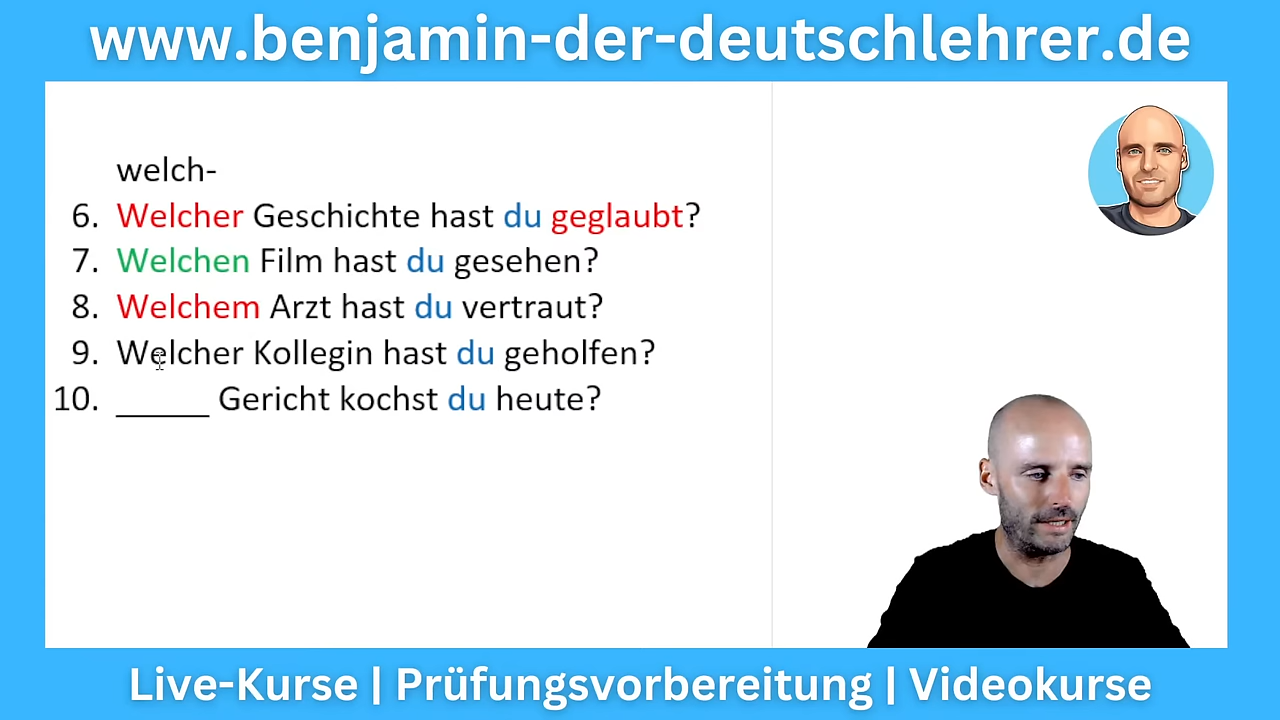 www.benjamin-der-deutschlehrer.de
welch-
6. Welcher Geschichte hast du geglaubt?
7. Welchen Film hast du gesehen?
8. Welchem Arzt hast du vertraut?
9. Welcher Kollegin hast du geholfen?
10. _____ Gericht kochst du heute?
Live-Kurse | Prüfungsvorbereitung | Videokurse